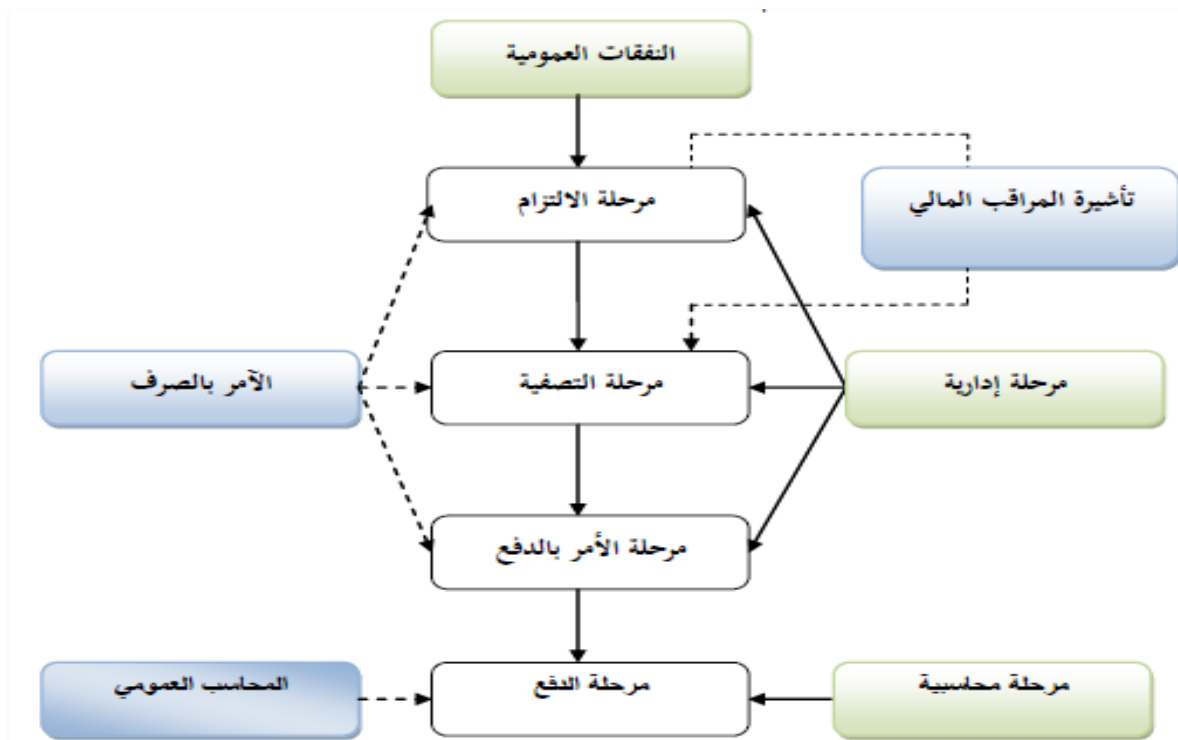 النفقات العمومية
مرحلة الالتزام
تأشيرة المراقب المالي
الآمر بالصرف
مرحلة التصفية
مرحلة إدارية
مرحلة الأمر بالدفع
المحاسب العمومي
مرحلة الدفع
مرحلة محاسبية